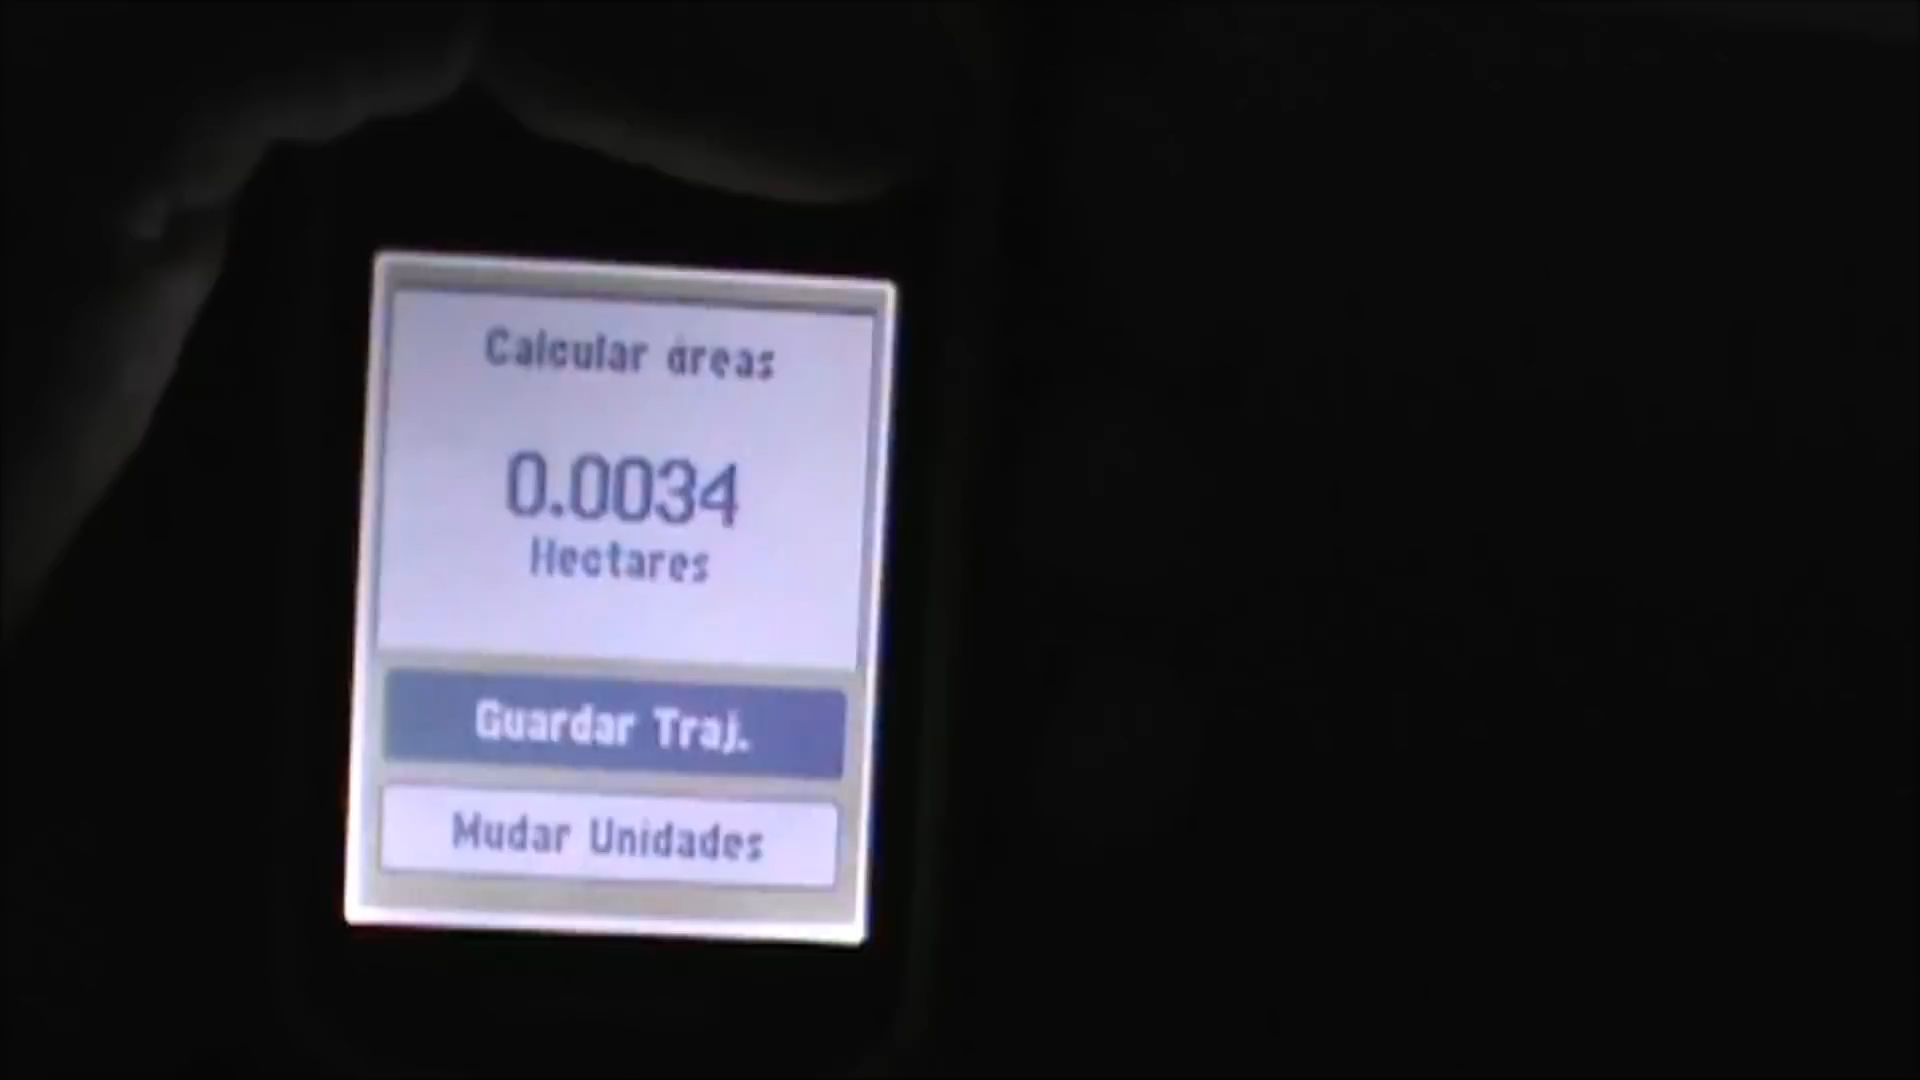 Calcular áreas
0.0034
Hectares
Guardar Traj.
Mudar Unidades